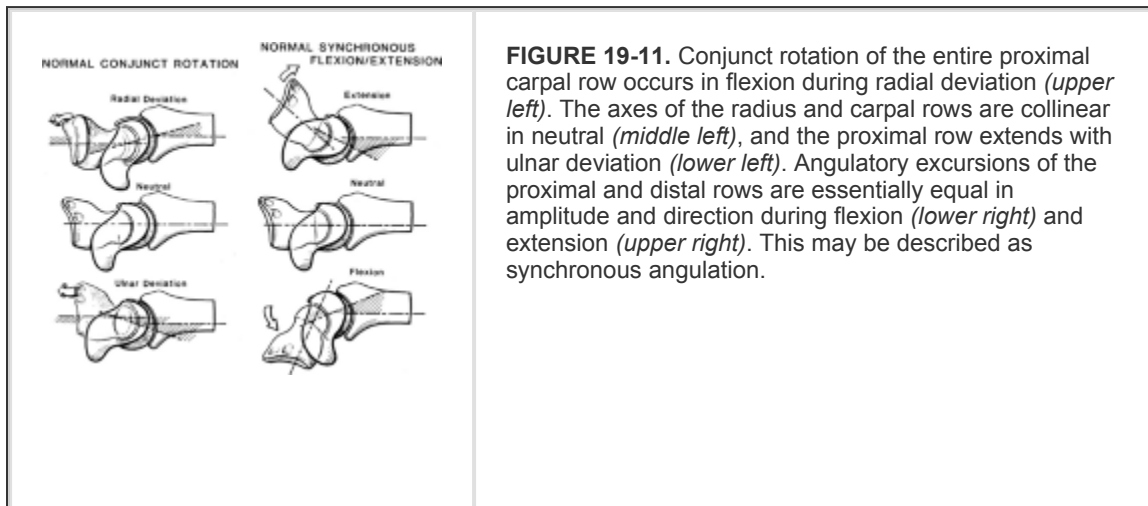 NORMAL CONJUNCT ROTATION
Radial Deviation
Neutral
Ulnar Deviation
NORMAL SYNCHRONOUS
FLEXION/EXTENSION
Extension
Neutral
Flexion
FIGURE 19-11. Conjunct rotation of the entire proximal
carpal row occurs in flexion during radial deviation (upper
left). The axes of the radius and carpal rows are collinear
in neutral (middle left), and the proximal row extends with
ulnar deviation (lower left). Angulatory excursions of the
proximal and distal rows are essentially equal in
amplitude and direction during flexion (lower right) and
extension (upper right). This may be described as
synchronous angulation.